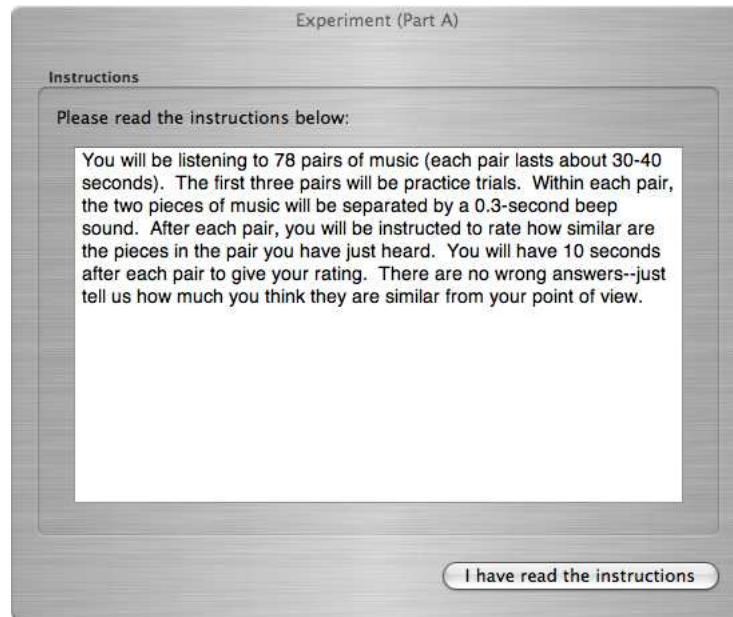 Experiment (Part A)
Instructions
Please read the instructions below:
You will be listening to 78 pairs of music (each pair lasts about 30-40
seconds).  The first three pairs will be practice trials.  Within each pair,
the two pieces of music will be separated by a 0.3-second beep
sound.  After each pair, you will be instructed to rate how similar are
the pieces in the pair you have just heard.  You will have 10 seconds
after each pair to give your rating.  There are no wrong answers--just
tell us how much you think they are similar from your point of view.
I have read the instructions